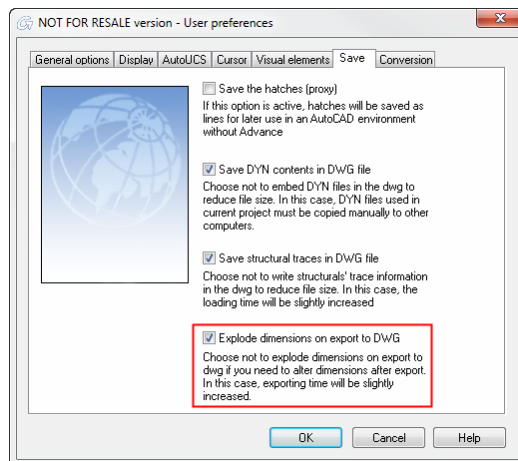 NOT FOR RESALE version - User preferences
General options Display AutoUCS Cursor Visual elements Save Conversion
Save the hatches (proxy)
If this option is active, hatches will be saved as
lines for later use in an AutoCAD environment
without Advance
Save DYN contents in DWG file
Choose not to embed DYN files in the dwg to
reduce file size. In this case, DYN files used in
current project must be copied manually to other
computers.
Save structural traces in DWG file
Choose not to write structurals' trace information
in the dwg to reduce file size. In this case, the
loading time will be slightly increased
Explode dimensions on export to DWG
Choose not to explode dimensions on export to
dwg if you need to alter dimensions after export.
In this case, exporting time will be slightly
increased.
OK Cancel Help